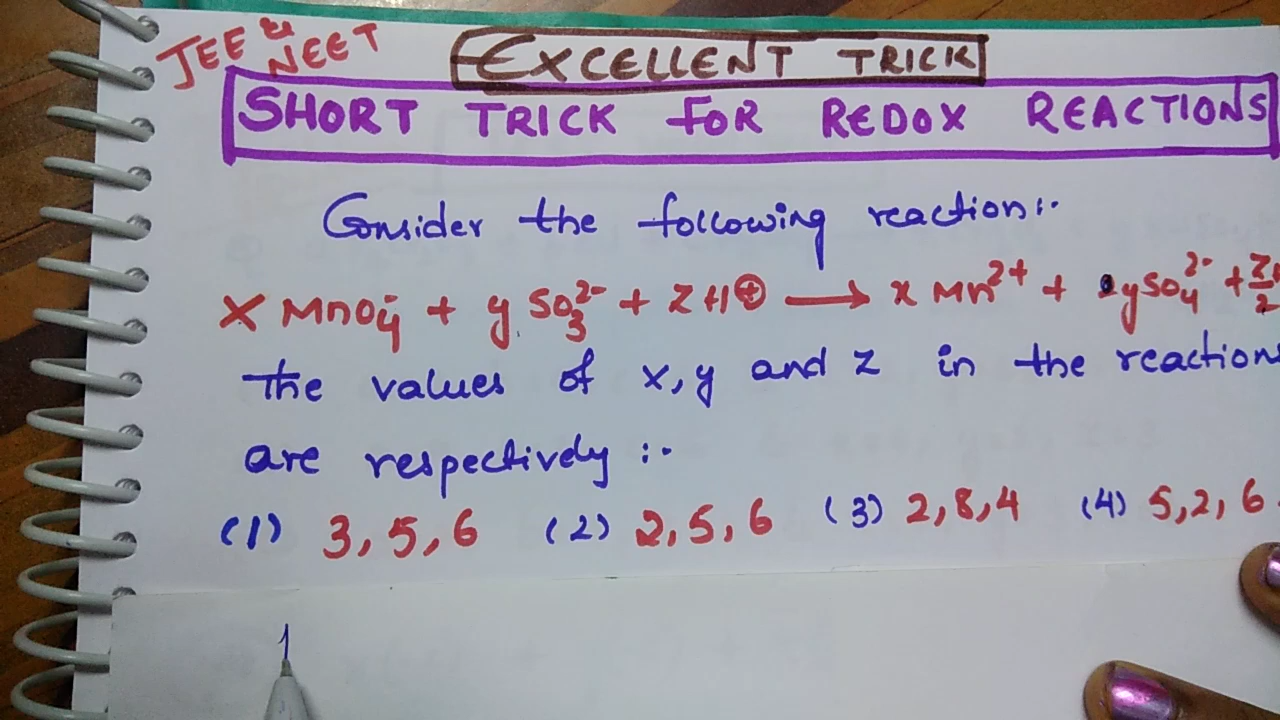 JEE & NEET
EXCELLENT TRICK
SHORT TRICK FOR REDOX REACTIONS
Consider the following reaction:-
x MnO₄⁻ + y SO₃²⁻ + z H⊕ ⟶ x Mn²⁺ + y SO₄²⁻ + z/2
The values of x, y and z in the reaction
are respectively :-
(1) 3, 5, 6 (2) 2, 5, 6 (3) 2, 8, 4 (4) 5, 2, 6